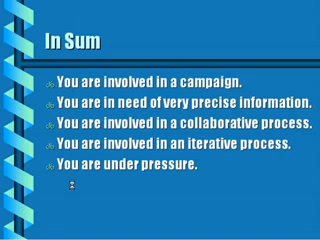 In Sum
You are involved in a campaign.
You are in need of very precise information.
You are involved in a collaborative process.
You are involved in an iterative process.
You are under pressure.